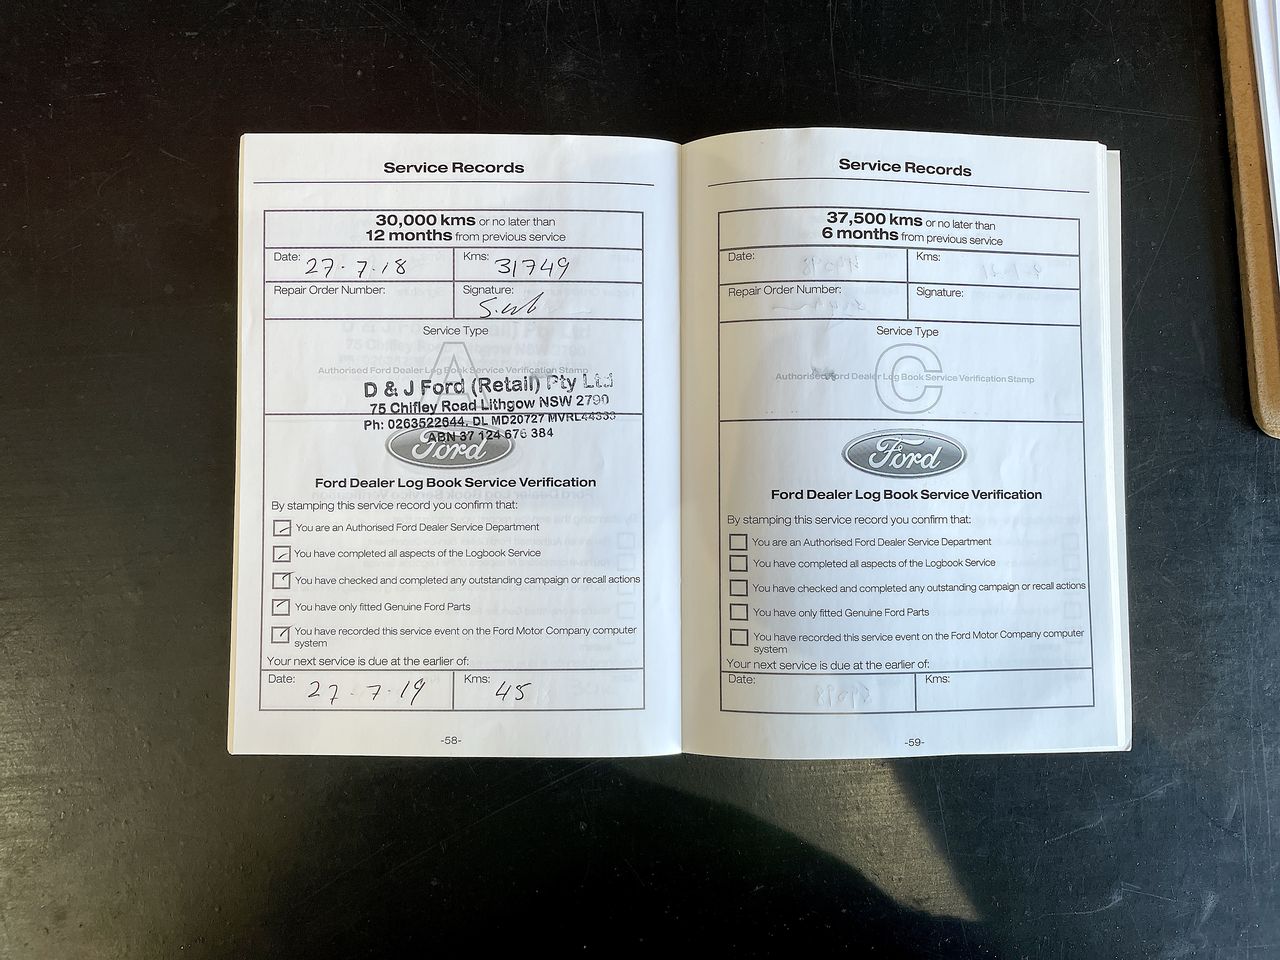 Service Records
30,000 kms or no later than
12 months from previous service
Date: 27.7.18
Kms: 31749
Repair Order Number:
Signature:
Service Type
A
Authorised Ford Dealer Log Book Service Verification Stamp
D & J Ford (Retail) Pty Ltd
75 Chifley Road Lithgow NSW 2790
Ph: 0263522644, DL MD20727 MVRL44333
ABN 37 124 676 384
Ford
Ford Dealer Log Book Service Verification
By stamping this service record you confirm that:
You are an Authorised Ford Dealer Service Department
You have completed all aspects of the Logbook Service
You have checked and completed any outstanding campaign or recall actions
You have only fitted Genuine Ford Parts
You have recorded this service event on the Ford Motor Company computer
system
Your next service is due at the earlier of:
Date: 27.7.19
Kms: 45
-58-
Service Records
37,500 kms or no later than
6 months from previous service
Date:
Kms:
Repair Order Number:
Signature:
Service Type
C
Authorised Ford Dealer Log Book Service Verification Stamp
Ford
Ford Dealer Log Book Service Verification
By stamping this service record you confirm that:
You are an Authorised Ford Dealer Service Department
You have completed all aspects of the Logbook Service
You have checked and completed any outstanding campaign or recall actions
You have only fitted Genuine Ford Parts
You have recorded this service event on the Ford Motor Company computer
system
Your next service is due at the earlier of:
Date:
Kms:
-59-